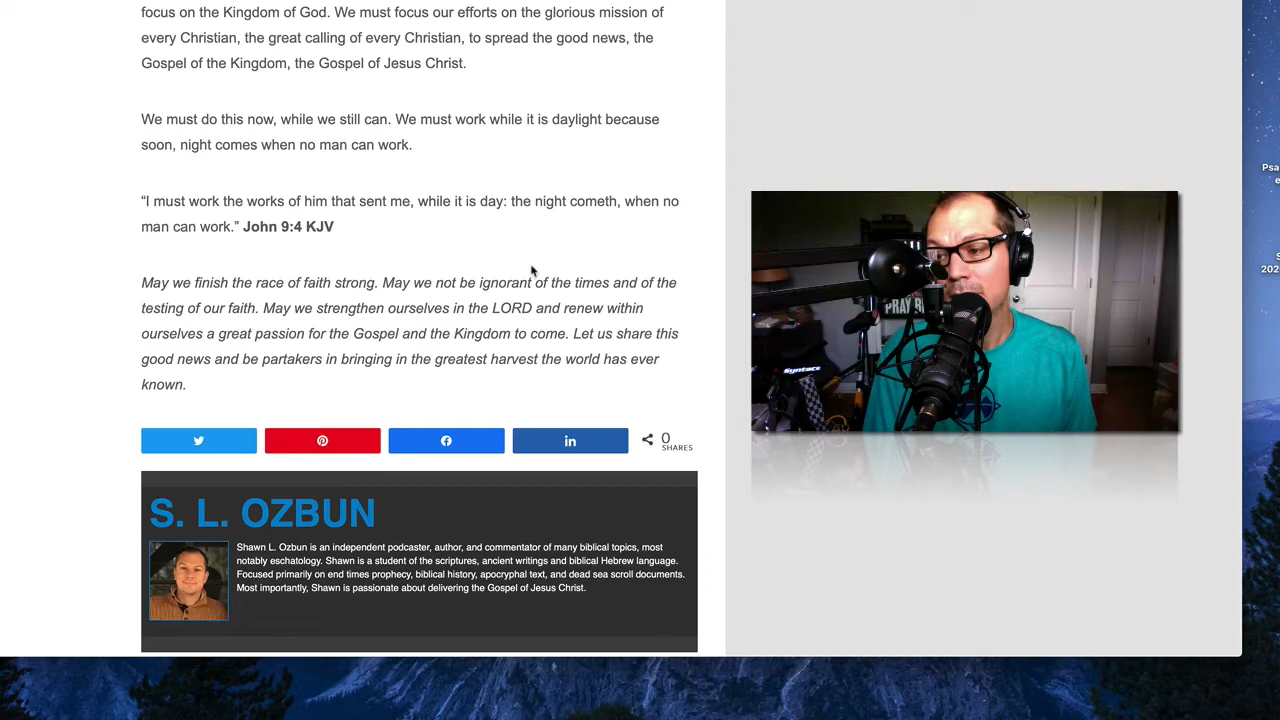 focus on the Kingdom of God. We must focus our efforts on the glorious mission of
every Christian, the great calling of every Christian, to spread the good news, the
Gospel of the Kingdom, the Gospel of Jesus Christ.
We must do this now, while we still can. We must work while it is daylight because
soon, night comes when no man can work.
“I must work the works of him that sent me, while it is day: the night cometh, when no
man can work.” John 9:4 KJV
May we finish the race of faith strong. May we not be ignorant of the times and of the
testing of our faith. May we strengthen ourselves in the LORD and renew within
ourselves a great passion for the Gospel and the Kingdom to come. Let us share this
good news and be partakers in bringing in the greatest harvest the world has ever
known.
0
SHARES
S. L. OZBUN
Shawn L. Ozbun is an independent podcaster, author, and commentator of many biblical topics, most
notably eschatology. Shawn is a student of the scriptures, ancient writings and biblical Hebrew language.
Focused primarily on end times prophecy, biblical history, apocryphal text, and dead sea scroll documents.
Most importantly, Shawn is passionate about delivering the Gospel of Jesus Christ.
PRAY
Syntace
Psa
202